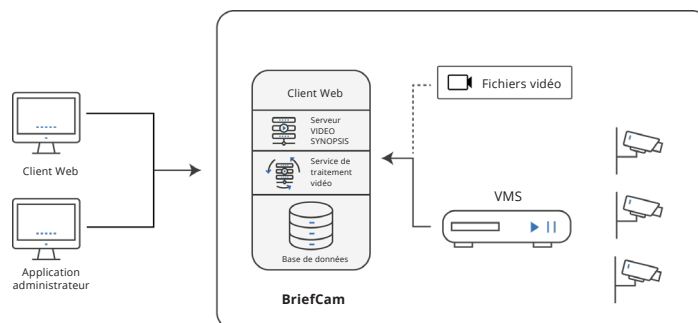 Client Web
Application
administrateur
Client Web
Serveur
VIDEO
SYNOPSIS
Service de
traitement
vidéo
Base de données
BriefCam
Fichiers vidéo
VMS